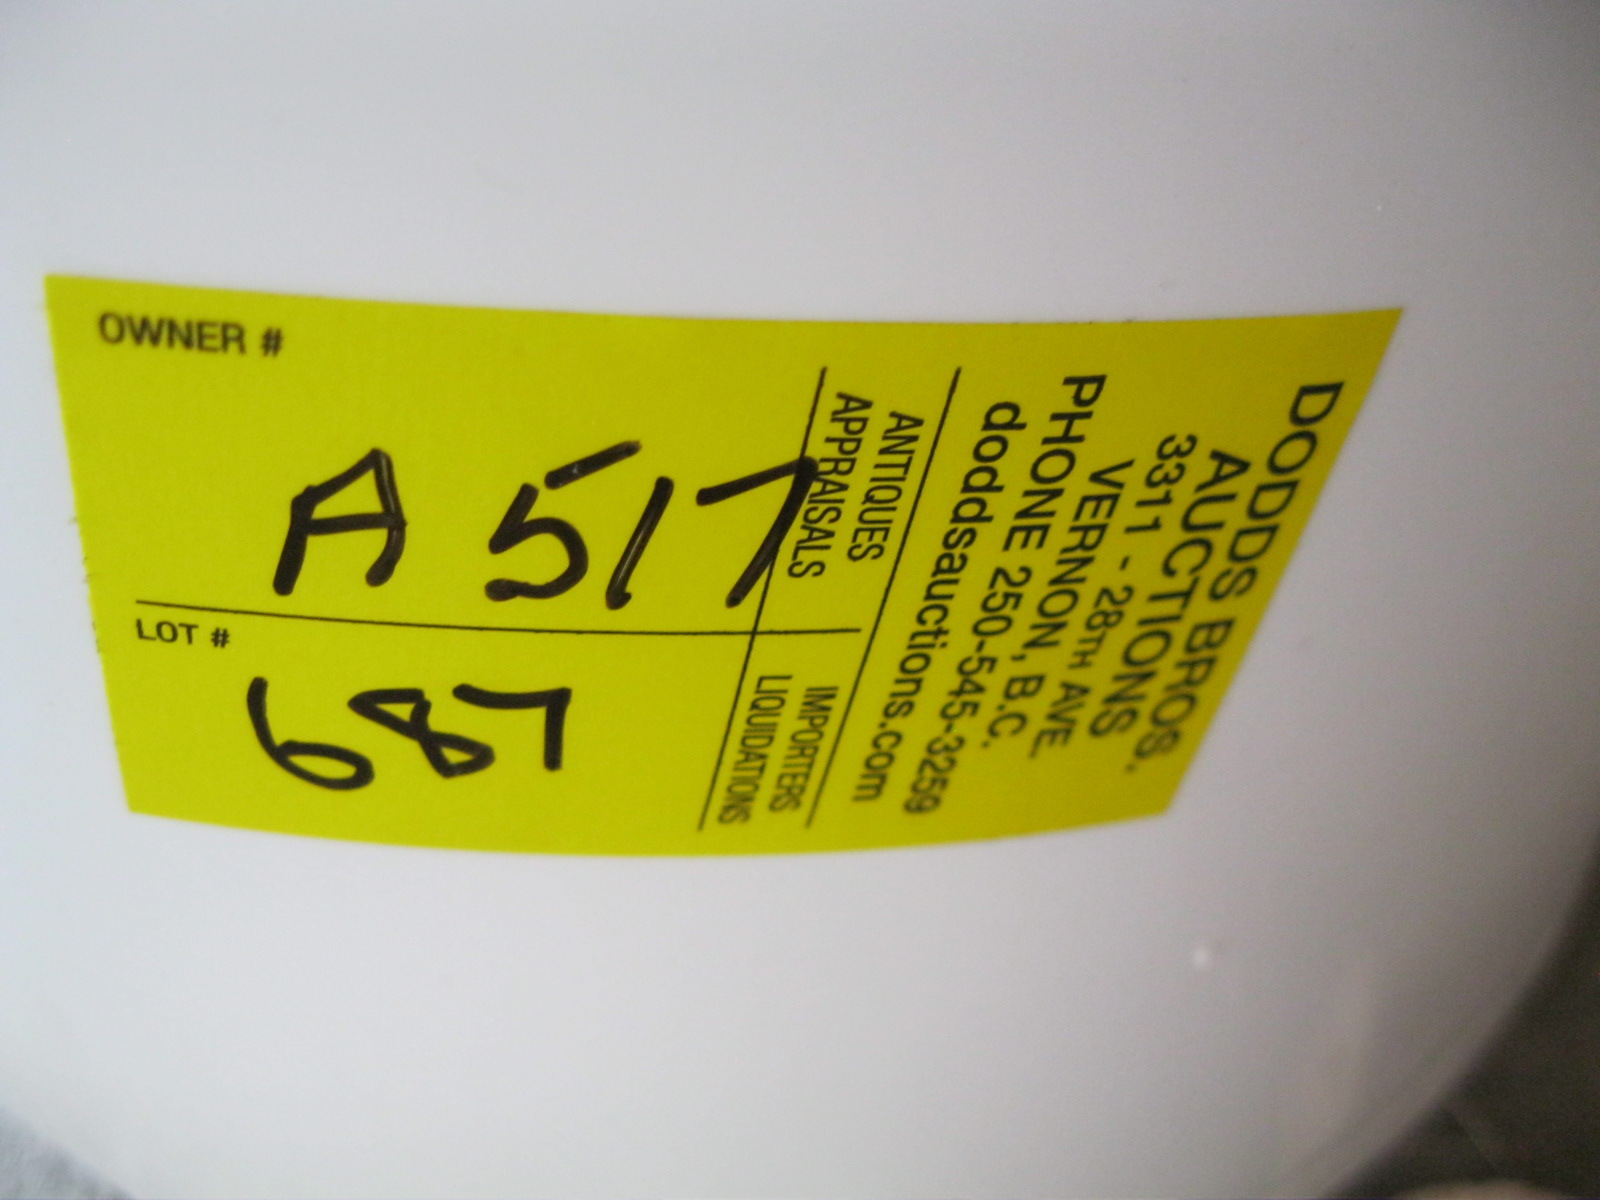 OWNER #
A 517
LOT #
687
DODDS BROS.
AUCTIONS
3311 - 28TH AVE.
VERNON, B.C.
PHONE 250-545-3259
doddsauctions.com
ANTIQUES
APPRAISALS
IMPORTERS
LIQUIDATIONS